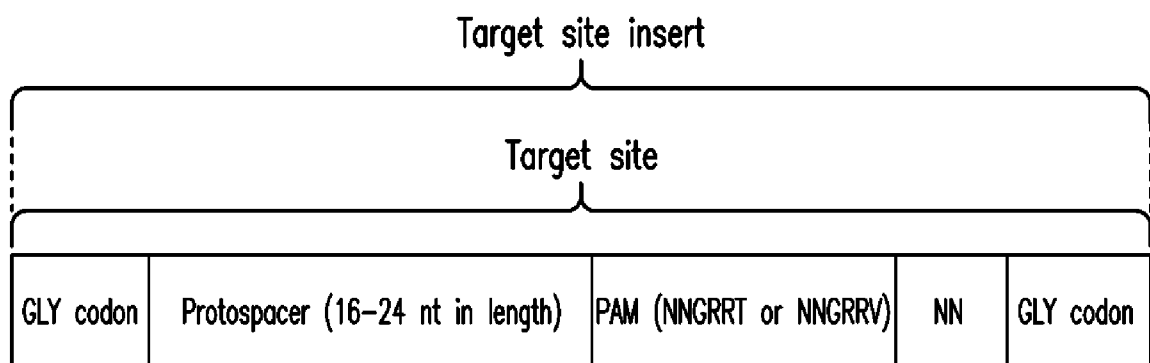 Target site insert
Target site
GLY codon
Protospacer (16-24 nt in length)
PAM (NNGRRT or NNGRRV)
NN
GLY codon